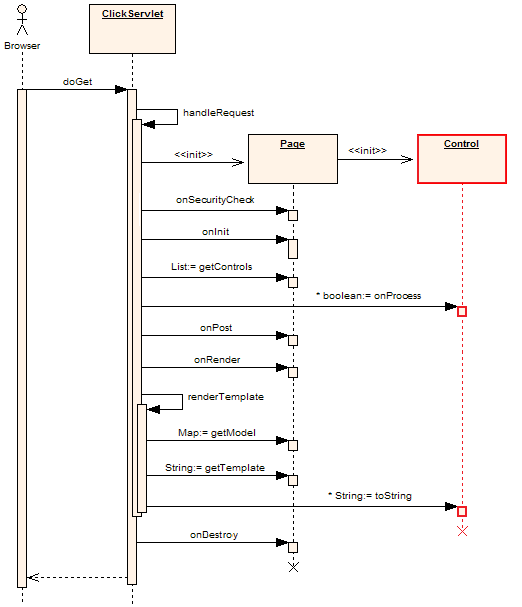 ClickServlet
Browser
doGet
handleRequest
Page
Control
<<init>>
<<init>>
onSecurityCheck
onInit
List:= getControls
* boolean:= onProcess
onPost
onRender
renderTemplate
Map:= getModel
String:= getTemplate
* String:= toString
onDestroy